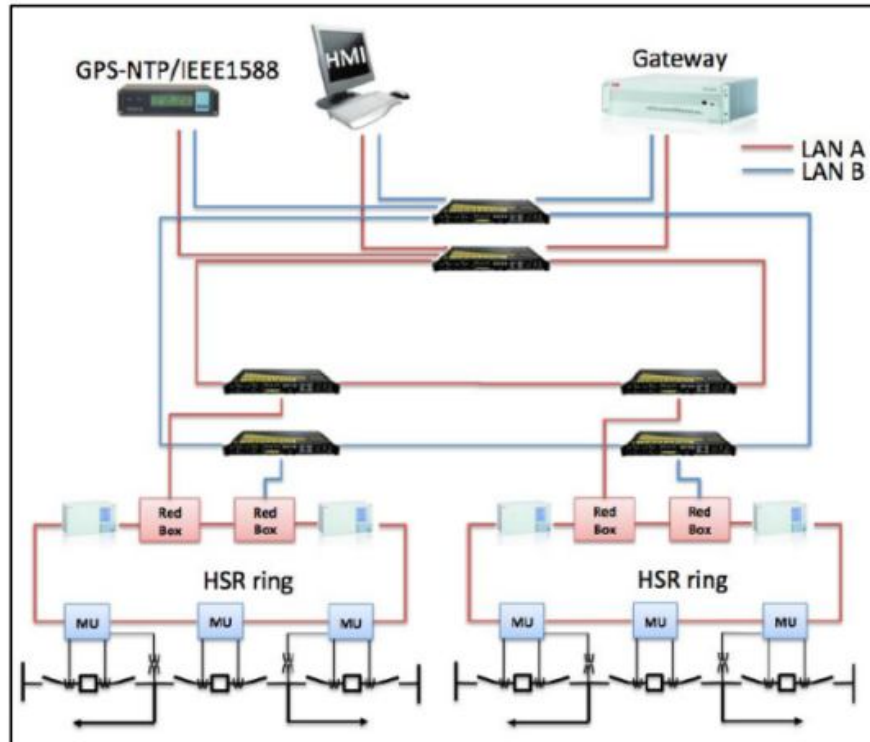 GPS-NTP/IEEE1588
HMI
Gateway
LAN A
LAN B
Red
Box
Red
Box
Red
Box
Red
Box
HSR ring
HSR ring
MU
MU
MU
MU
MU
MU